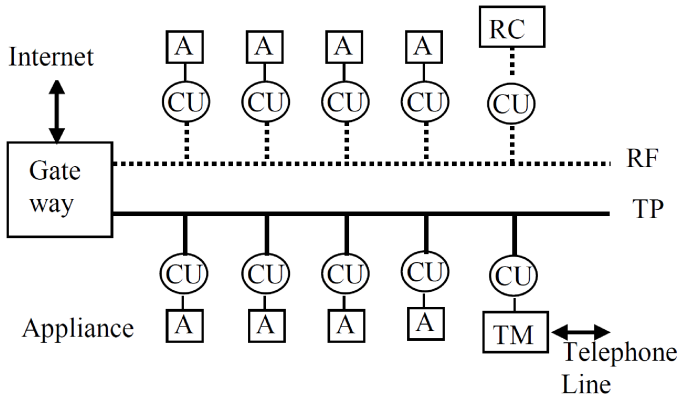 A A A A RC
Internet
CU CU CU CU CU
Gate
way
RF
TP
CU CU CU CU CU
Appliance A A A A TM
Telephone
Line